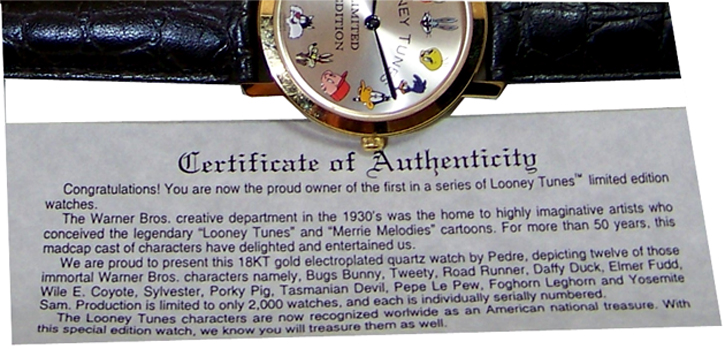 LIMITED
EDITION
NEY TUNES
Certificate of Authenticity
Congratulations! You are now the proud owner of the first in a series of Looney Tunes™ limited edition
watches.
The Warner Bros. creative department in the 1930's was the home to highly imaginative artists who
conceived the legendary "Looney Tunes" and "Merrie Melodies" cartoons. For more than 50 years, this
madcap cast of characters have delighted and entertained us.
We are proud to present this 18KT gold electroplated quartz watch by Pedre, depicting twelve of those
immortal Warner Bros. characters namely, Bugs Bunny, Tweety, Road Runner, Daffy Duck, Elmer Fudd,
Wile E. Coyote, Sylvester, Porky Pig, Tasmanian Devil, Pepe Le Pew, Foghorn Leghorn and Yosemite
Sam. Production is limited to only 2,000 watches, and each is individually serially numbered.
The Looney Tunes characters are now recognized worlwide as an American national treasure. With
this special edition watch, we know you will treasure them as well.